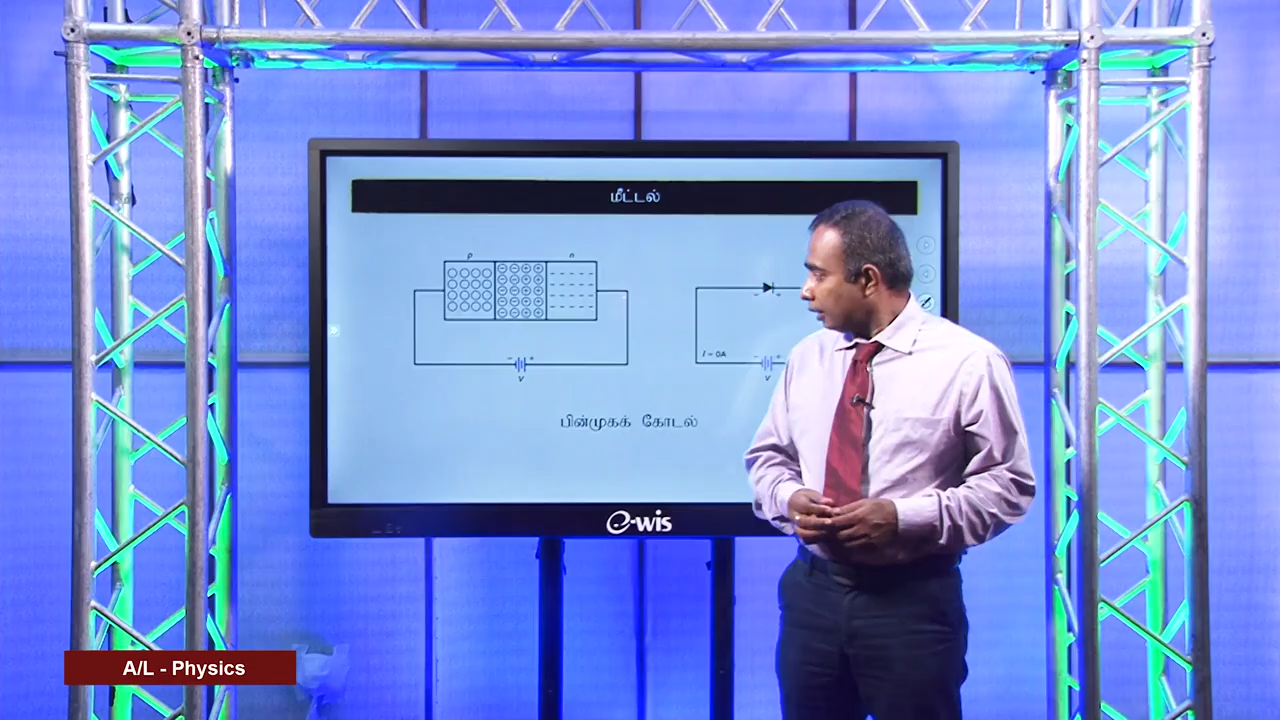 மீட்டல்
p n
- +
V
- +
I = 0A
- +
V
பின்முகக் கோடல்
e-wis
A/L - Physics